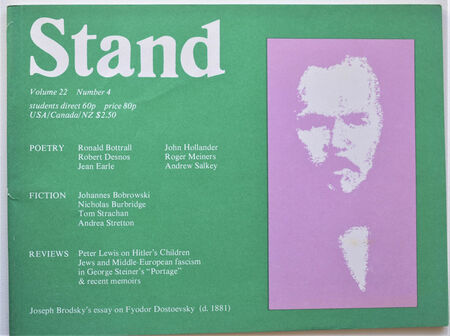 Stand
Volume 22 Number 4
students direct 60p price 80p
USA/Canada/NZ $2.50
POETRY
Ronald Bottrall
Robert Desnos
Jean Earle
John Hollander
Roger Meiners
Andrew Salkey
FICTION
Johannes Bobrowski
Nicholas Burbridge
Tom Strachan
Andrea Stretton
REVIEWS
Peter Lewis on Hitler's Children
Jews and Middle-European fascism
in George Steiner's "Portage"
& recent memoirs
Joseph Brodsky's essay on Fyodor Dostoevsky (d. 1881)